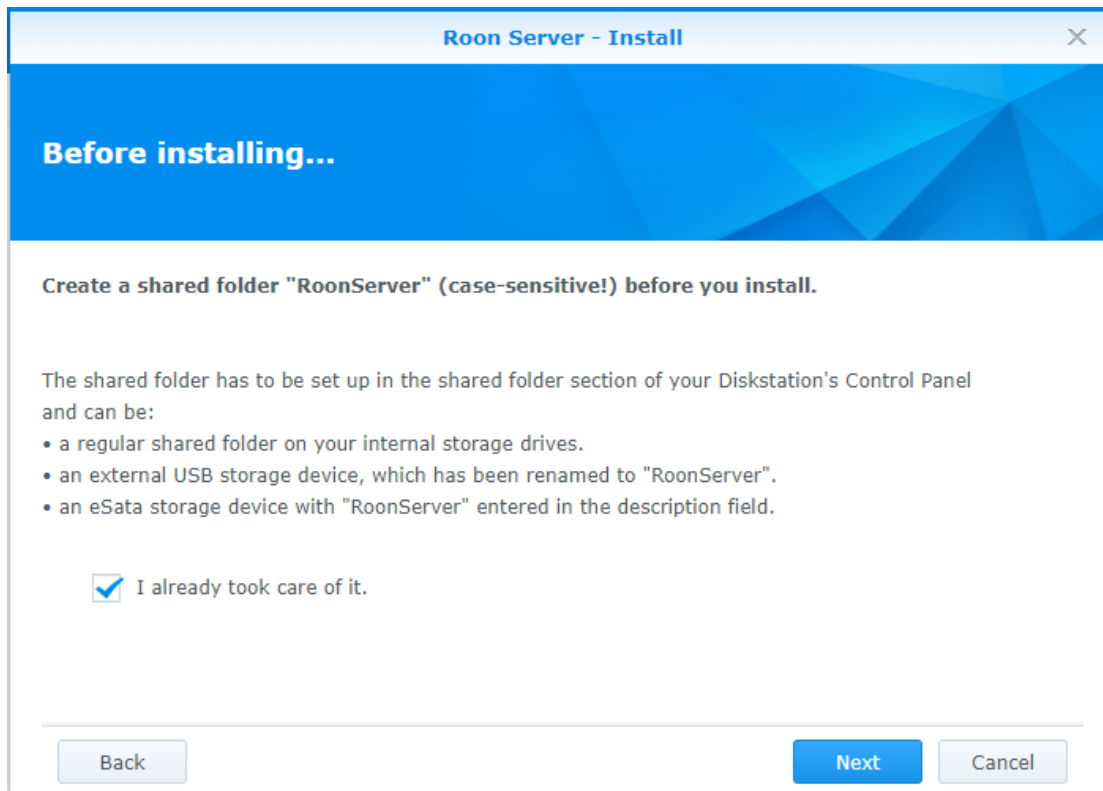 Roon Server - Install
Before installing...
Create a shared folder "RoonServer" (case-sensitive!) before you install.
The shared folder has to be set up in the shared folder section of your Diskstation's Control Panel
and can be:
• a regular shared folder on your internal storage drives.
• an external USB storage device, which has been renamed to "RoonServer".
• an eSata storage device with "RoonServer" entered in the description field.
I already took care of it.
Back
Next
Cancel